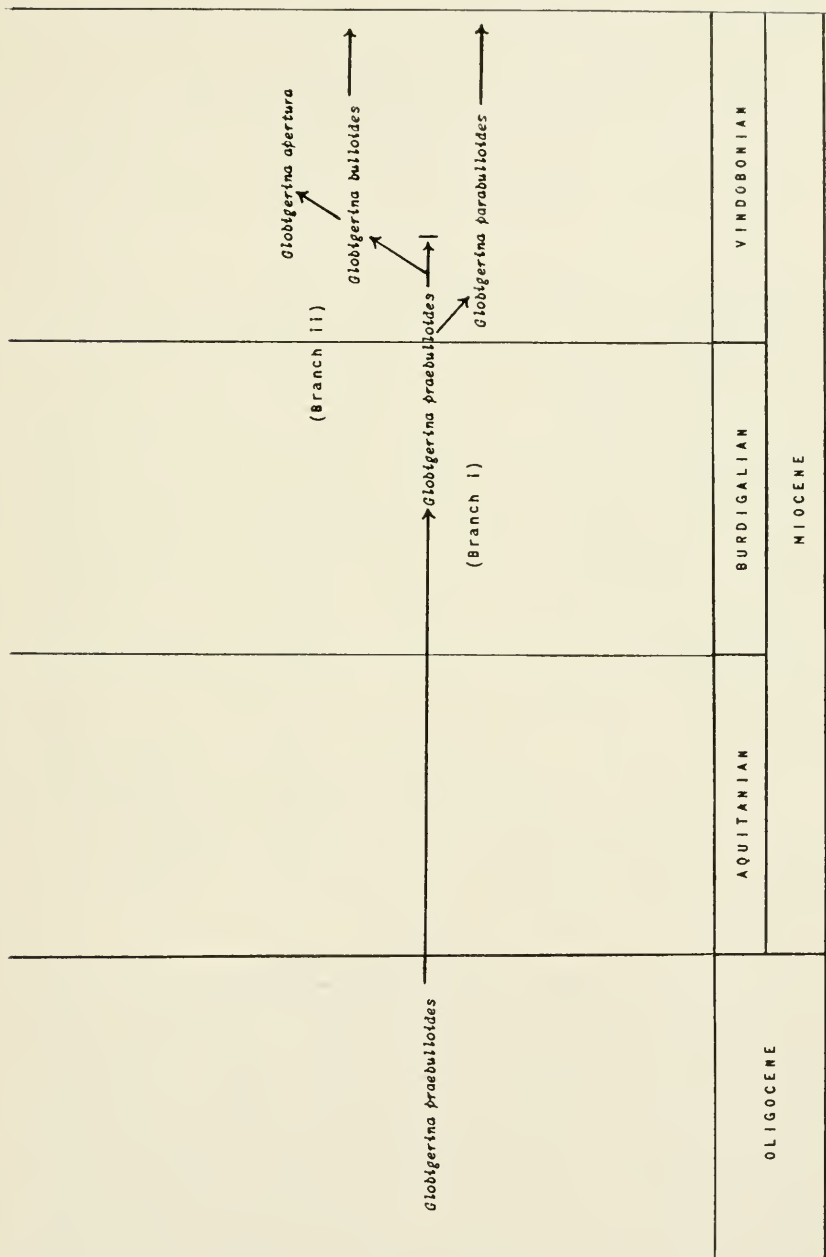 Globigerina apertura
Globigerina bulloides
Globigerina praebulloides
Globigerina parabulloides
(Branch II)
(Branch I)
Globigerina praebulloides
VINDOBONIAN
BURDIGALIAN
AQUITANIAN
MIOCENE
OLIGOCENE